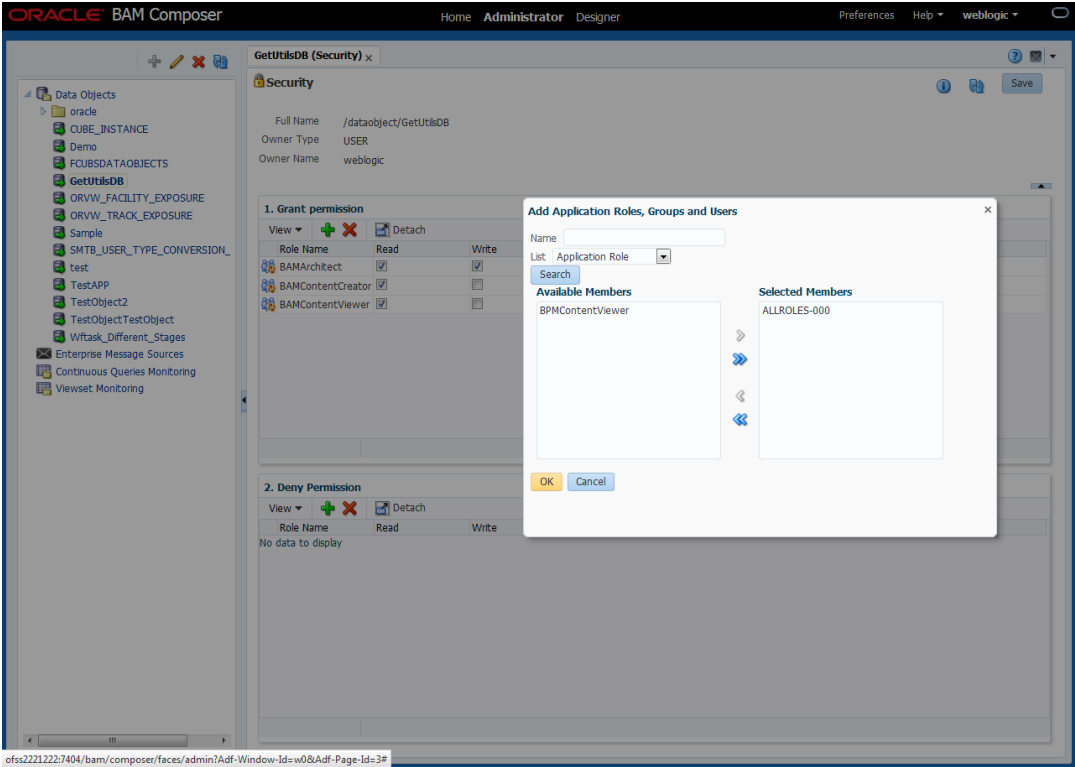 ORACLE® BAM Composer
Home Administrator Designer
Preferences Help weblogic
GetUtilsDB (Security) x
Security
Save
Data Objects
oracle
CUBE_INSTANCE
Demo
FCUBSDATAOBJECTS
GetUtilsDB
ORVW_FACILITY_EXPOSURE
ORVW_TRACK_EXPOSURE
Sample
SMTB_USER_TYPE_CONVERSION_
test
TestAPP
TestObject2
TestObjectTestObject
Wftask_Different_Stages
Enterprise Message Sources
Continuous Queries Monitoring
Viewset Monitoring
Full Name /dataobject/GetUtilsDB
Owner Type USER
Owner Name weblogic
1. Grant permission
View Detach
Role Name Read Write
BAMArchitect
BAMContentCreator
BAMContentViewer
2. Deny Permission
View Detach
Role Name Read Write
No data to display
Add Application Roles, Groups and Users
Name
List Application Role
Search
Available Members Selected Members
BPMContentViewer ALLROLES-000
OK Cancel
ofss2221222:7404/bam/composer/faces/admin?Adf-Window-Id=w0&Adf-Page-Id=3#